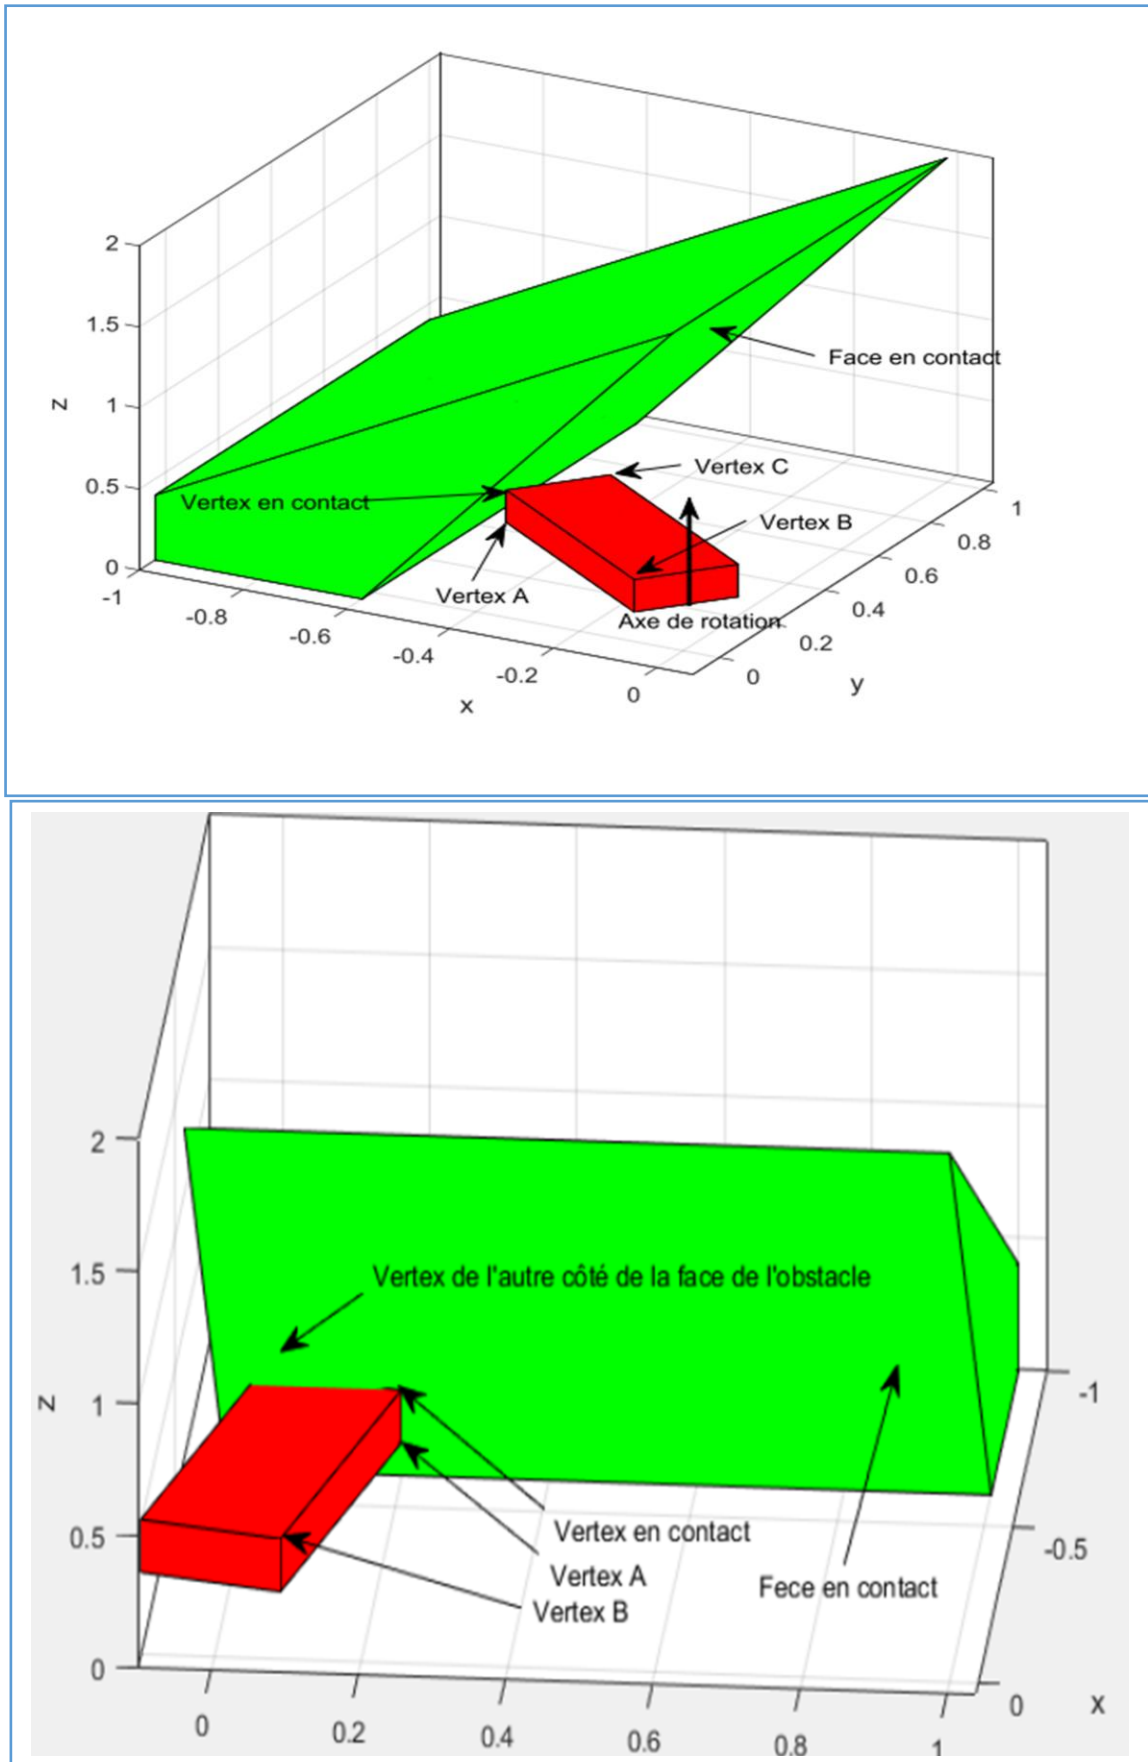 2
1.5
1
0.5
0
z
-1
-0.8
-0.6
-0.4
-0.2
0
x
0
0.2
0.4
0.6
0.8
1
y
Face en contact
Vertex C
Vertex en contact
Vertex B
Vertex A
Axe de rotation
2
1.5
1
0.5
0
z
Vertex de l'autre côté de la face de l'obstacle
Vertex en contact
Vertex A
Vertex B
Fece en contact
-1
-0.5
0
x
0
0.2
0.4
0.6
0.8
1